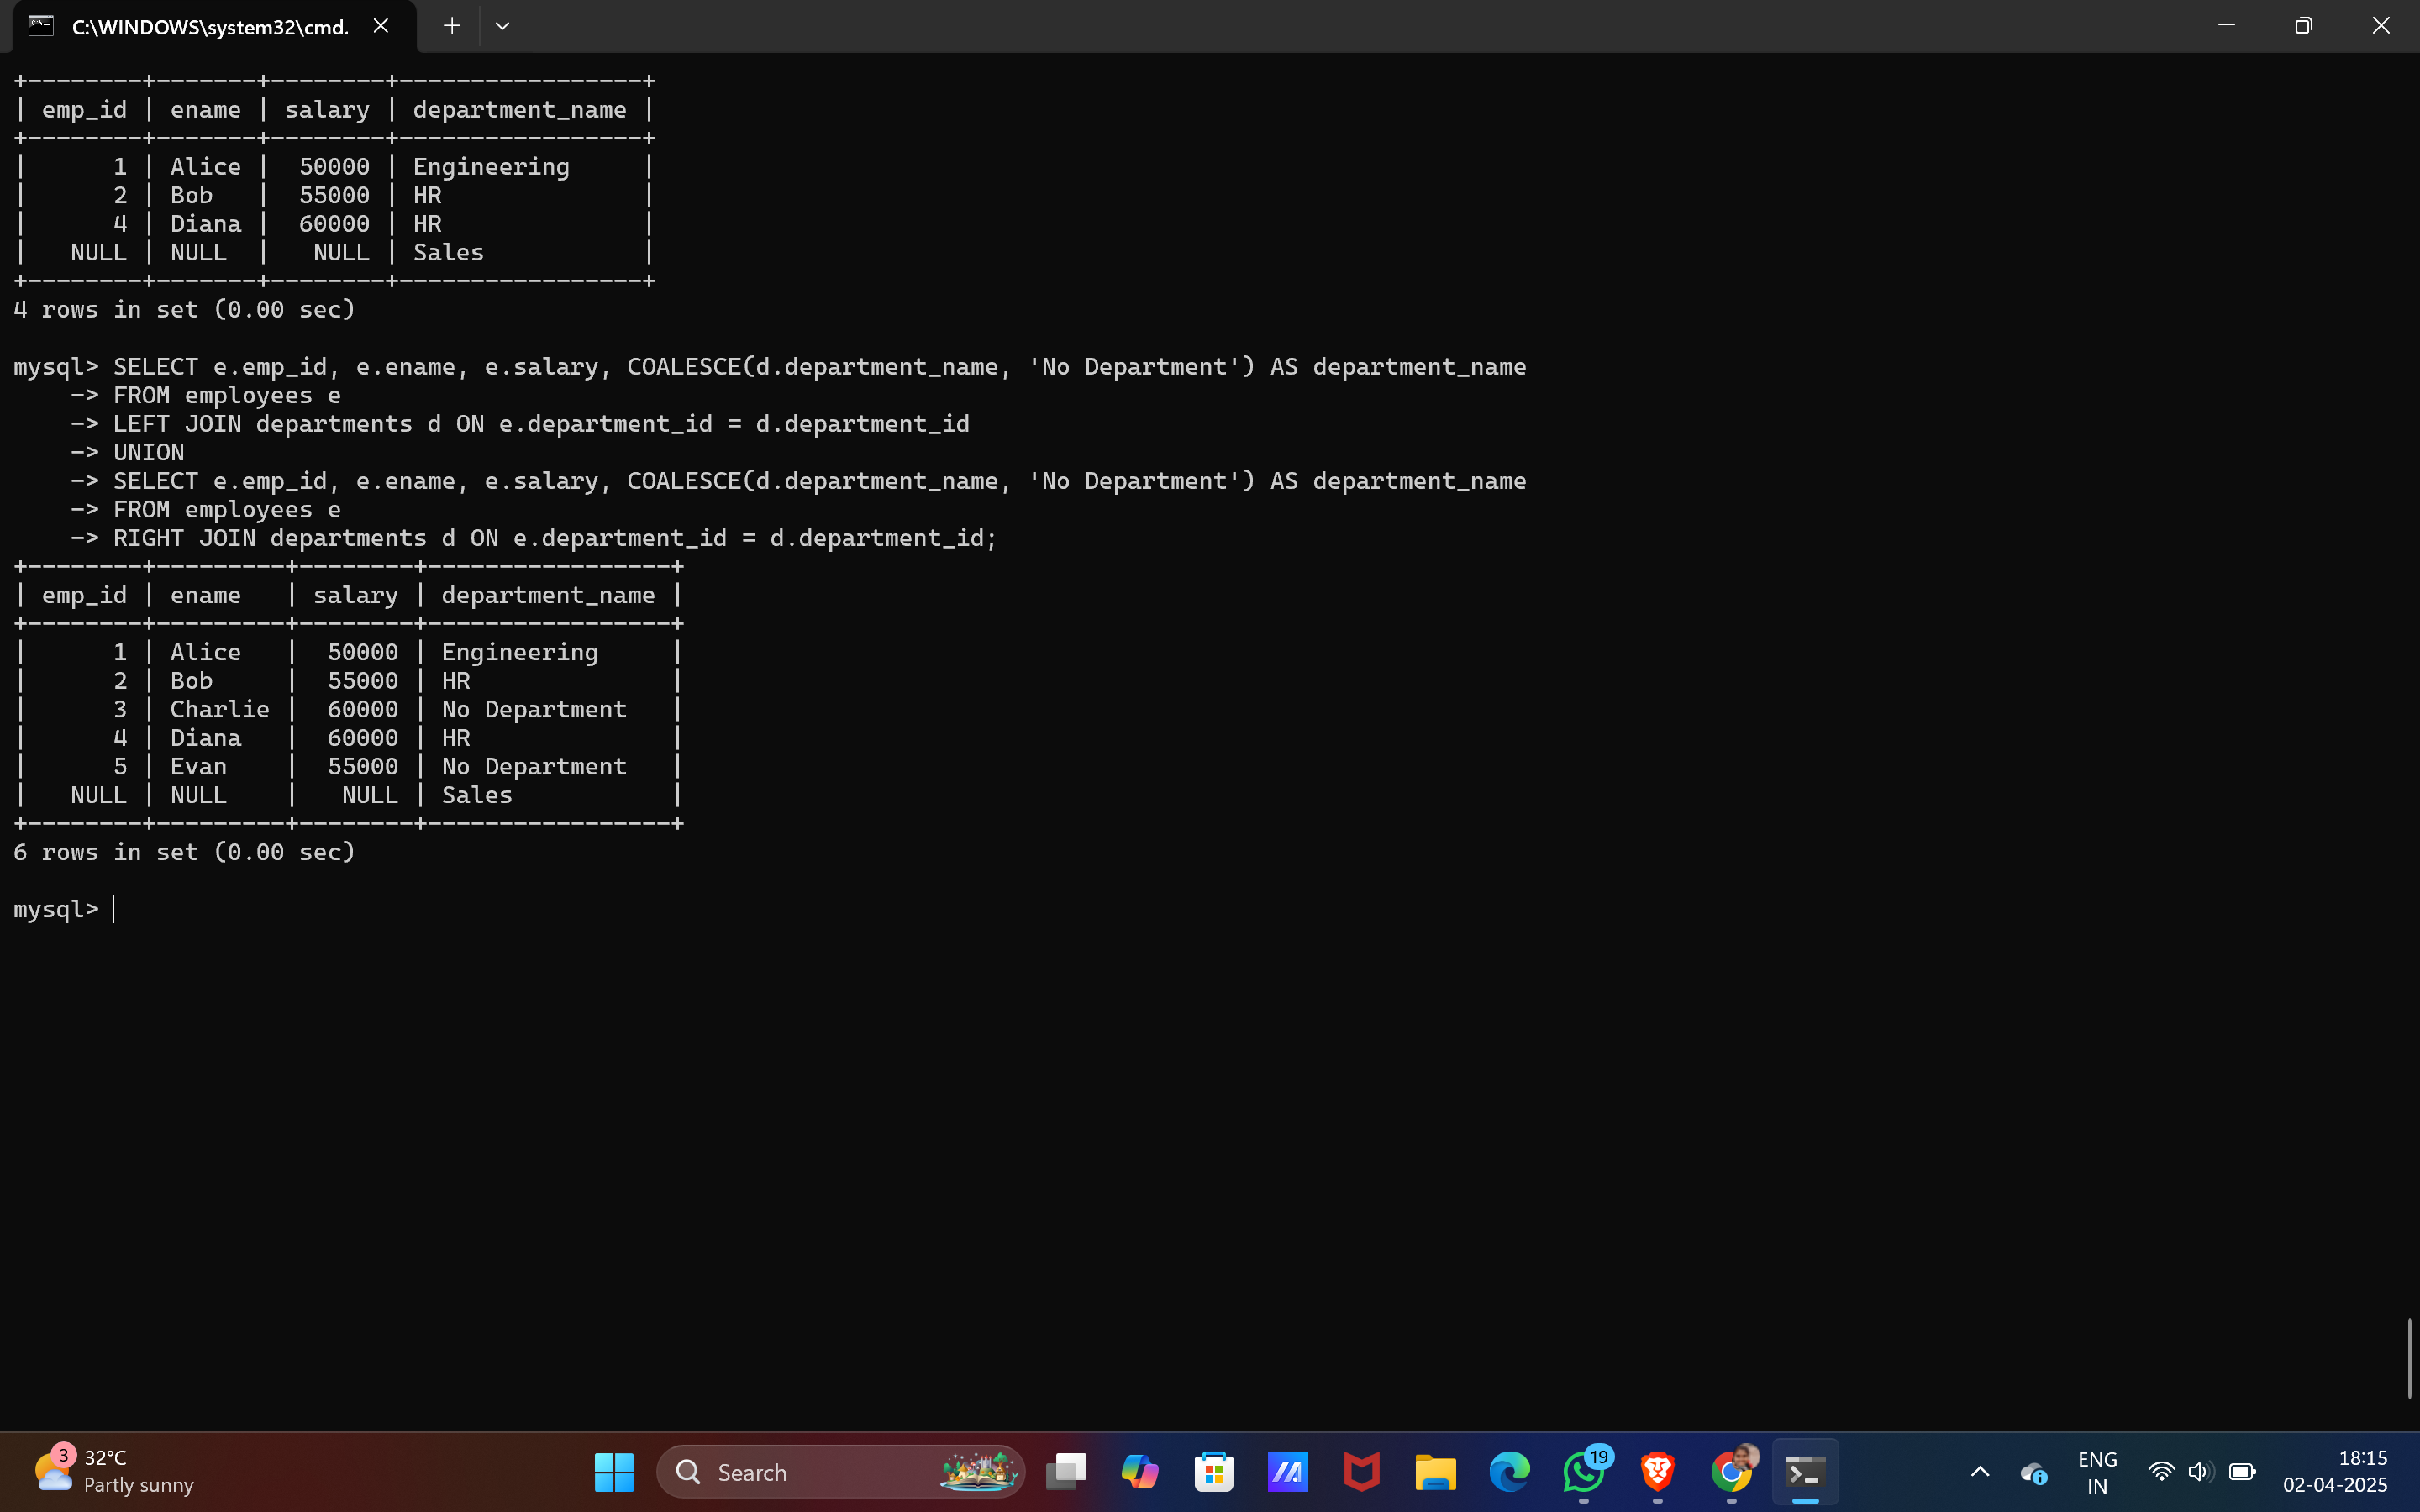 C:\WINDOWS\system32\cmd.
+--------+-------+--------+-----------------+
| emp_id | ename | salary | department_name |
+--------+-------+--------+-----------------+
|      1 | Alice |  50000 | Engineering     |
|      2 | Bob   |  55000 | HR              |
|      4 | Diana |  60000 | HR              |
|   NULL | NULL  |   NULL | Sales           |
+--------+-------+--------+-----------------+
4 rows in set (0.00 sec)
mysql> SELECT e.emp_id, e.ename, e.salary, COALESCE(d.department_name, 'No Department') AS department_name
    -> FROM employees e
    -> LEFT JOIN departments d ON e.department_id = d.department_id
    -> UNION
    -> SELECT e.emp_id, e.ename, e.salary, COALESCE(d.department_name, 'No Department') AS department_name
    -> FROM employees e
    -> RIGHT JOIN departments d ON e.department_id = d.department_id;
+--------+---------+--------+-----------------+
| emp_id | ename   | salary | department_name |
+--------+---------+--------+-----------------+
|      1 | Alice   |  50000 | Engineering     |
|      2 | Bob     |  55000 | HR              |
|      3 | Charlie |  60000 | No Department   |
|      4 | Diana   |  60000 | HR              |
|      5 | Evan    |  55000 | No Department   |
|   NULL | NULL    |   NULL | Sales           |
+--------+---------+--------+-----------------+
6 rows in set (0.00 sec)
mysql>
3 32°C
Partly sunny
Search
19
ENG
IN
18:15
02-04-2025